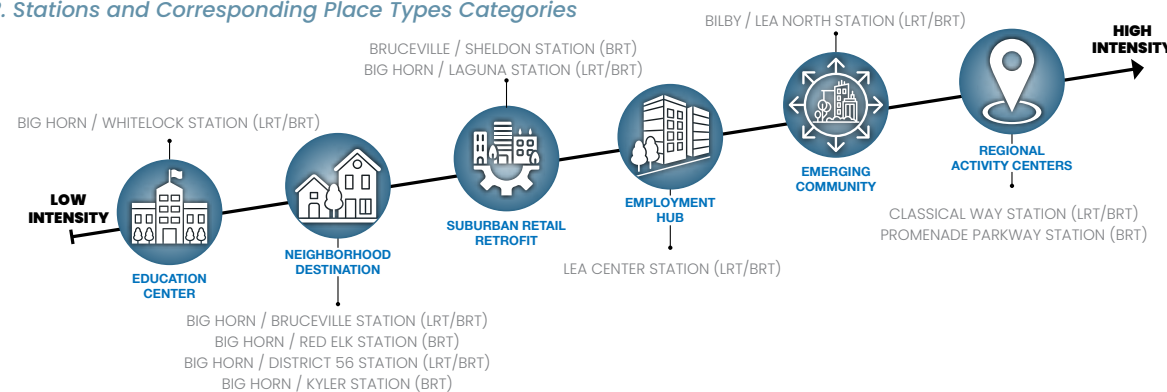 . Stations and Corresponding Place Types Categories
BILBY / LEA NORTH STATION (LRT/BRT)
HIGH
INTENSITY
BRUCEVILLE / SHELDON STATION (BRT)
BIG HORN / LAGUNA STATION (LRT/BRT)
BIG HORN / WHITELOCK STATION (LRT/BRT)
REGIONAL
ACTIVITY CENTERS
EMERGING
COMMUNITY
LOW
INTENSITY
EMPLOYMENT
HUB
CLASSICAL WAY STATION (LRT/BRT)
PROMENADE PARKWAY STATION (BRT)
SUBURBAN RETAIL
RETROFIT
NEIGHBORHOOD
DESTINATION
LEA CENTER STATION (LRT/BRT)
EDUCATION
CENTER
BIG HORN / BRUCEVILLE STATION (LRT/BRT)
BIG HORN / RED ELK STATION (BRT)
BIG HORN / DISTRICT 56 STATION (LRT/BRT)
BIG HORN / KYLER STATION (BRT)